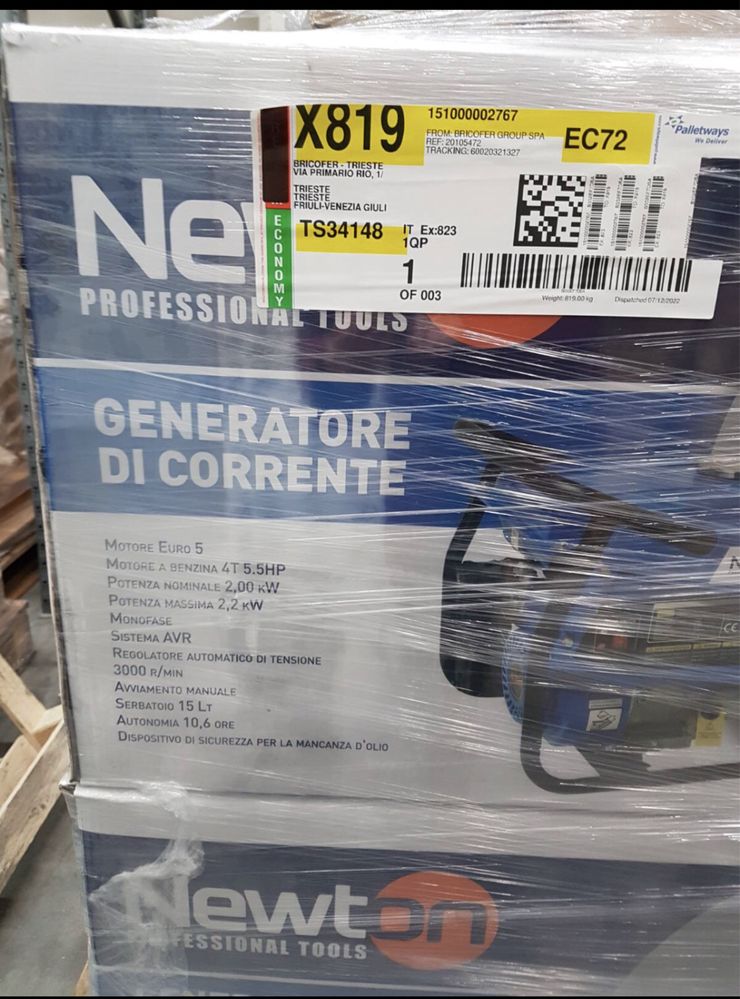 X819
151000002767
FROM: BRICOFER GROUP SPA
REF: 20105472
TRACKING: 60020321327
EC72
Palletways
We Deliver
BRICOFER - TRIESTE
VIA PRIMARIO RIO, 1/
TRIESTE
TRIESTE
FRIULI-VENEZIA GIULI
ECONOMY
TS34148
IT Ex:823
1QP
1
OF 003
Weight: 819.00 kg
Dispatched 07/12/2022
New
PROFESSIONAL TOOLS
GENERATORE
DI CORRENTE
MOTORE EURO 5
MOTORE A BENZINA 4T 5.5HP
POTENZA NOMINALE 2,00 KW
POTENZA MASSIMA 2,2 KW
MONOFASE
SISTEMA AVR
REGOLATORE AUTOMATICO DI TENSIONE
3000 R/MIN
AVVIAMENTO MANUALE
SERBATOIO 15 LT
AUTONOMIA 10,6 ORE
DISPOSITIVO DI SICUREZZA PER LA MANCANZA D'OLIO
N
CE
Newton
PROFESSIONAL TOOLS